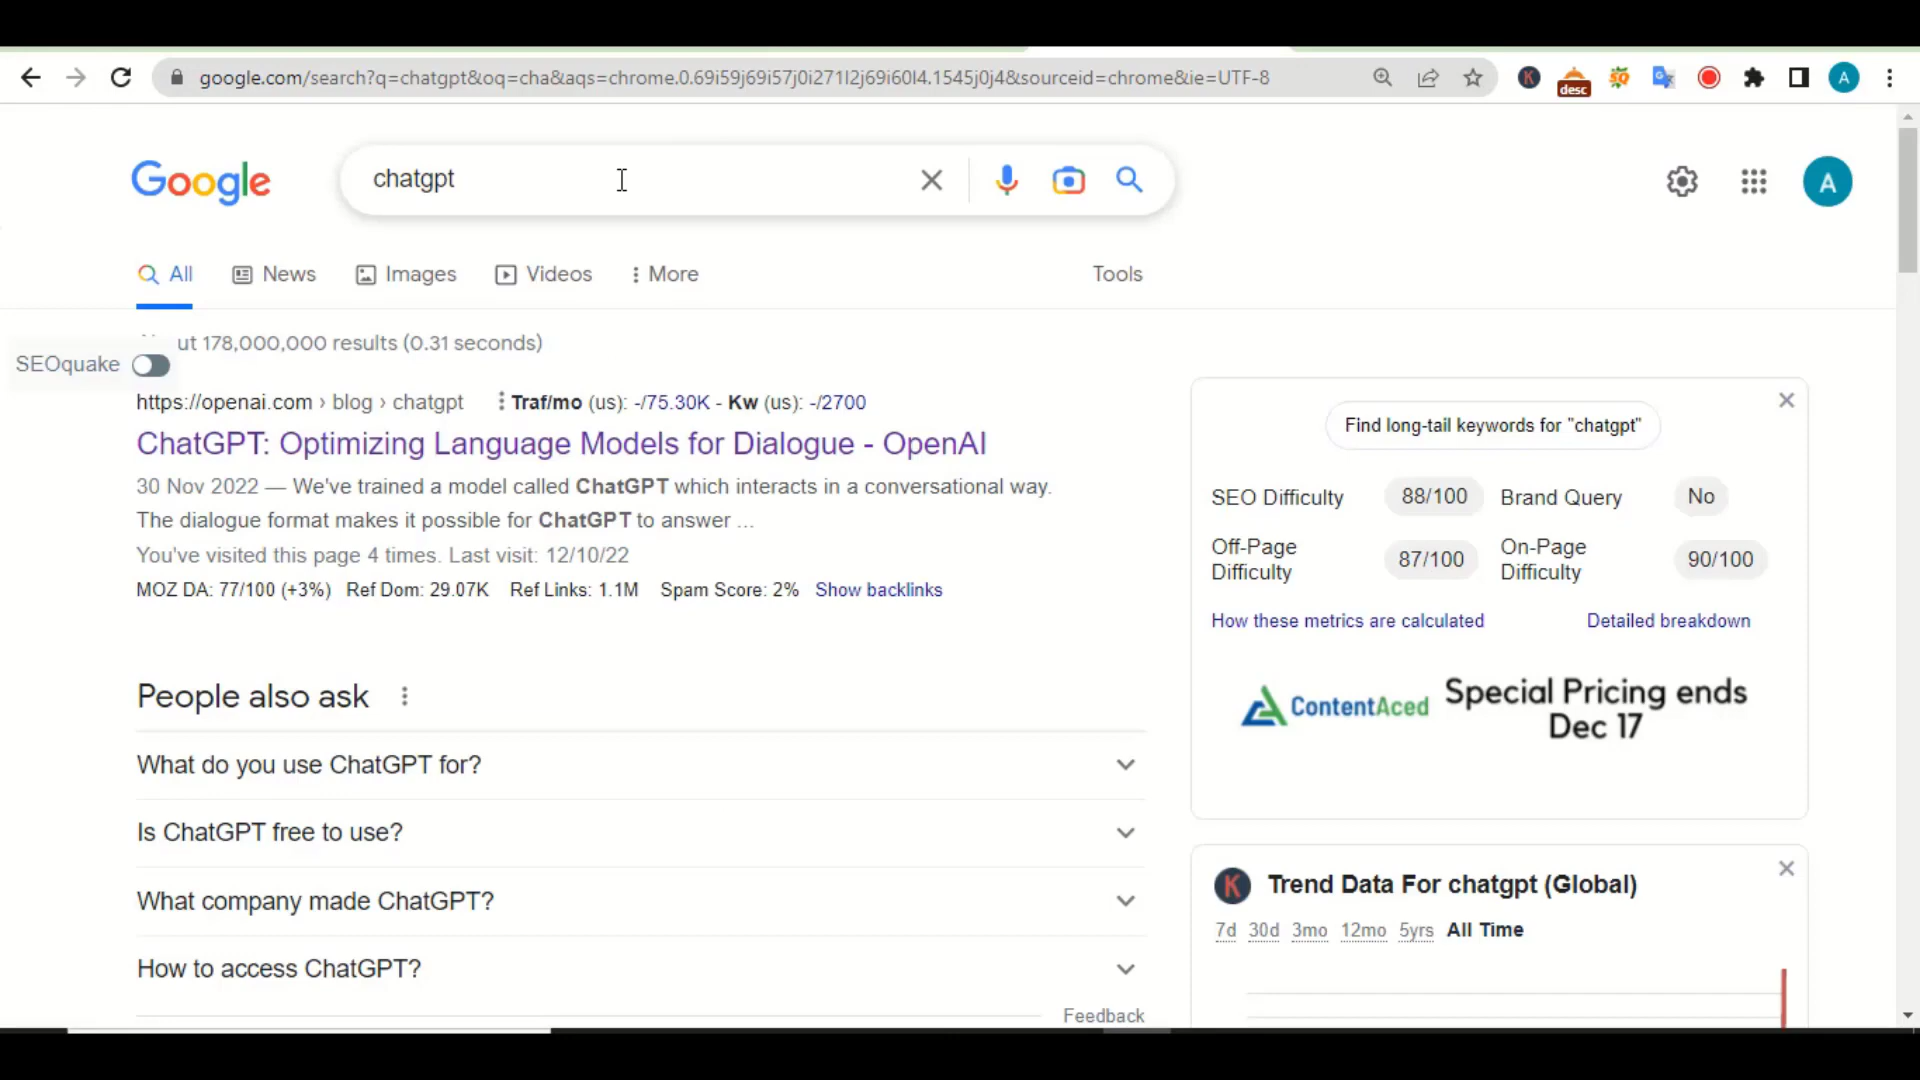 google.com/search?q=chatgpt&oq=cha&aqs=chrome.0.69i59j69i57j0i271l2j69i60l4.1545j0j4&sourceid=chrome&ie=UTF-8
desc
A
Google
chatgpt
A
All
News
Images
Videos
More
Tools
ut 178,000,000 results (0.31 seconds)
SEOquake
https://openai.com › blog › chatgpt
Traf/mo (us): -/75.30K - Kw (us): -/2700
ChatGPT: Optimizing Language Models for Dialogue - OpenAI
30 Nov 2022 — We've trained a model called ChatGPT which interacts in a conversational way.
The dialogue format makes it possible for ChatGPT to answer ...
You've visited this page 4 times. Last visit: 12/10/22
MOZ DA: 77/100 (+3%) Ref Dom: 29.07K Ref Links: 1.1M Spam Score: 2% Show backlinks
People also ask
What do you use ChatGPT for?
Is ChatGPT free to use?
What company made ChatGPT?
How to access ChatGPT?
Feedback
Find long-tail keywords for "chatgpt"
SEO Difficulty 88/100 Brand Query No
Off-Page Difficulty 87/100 On-Page Difficulty 90/100
How these metrics are calculated
Detailed breakdown
ContentAced
Special Pricing ends
Dec 17
K
Trend Data For chatgpt (Global)
7d 30d 3mo 12mo 5yrs All Time